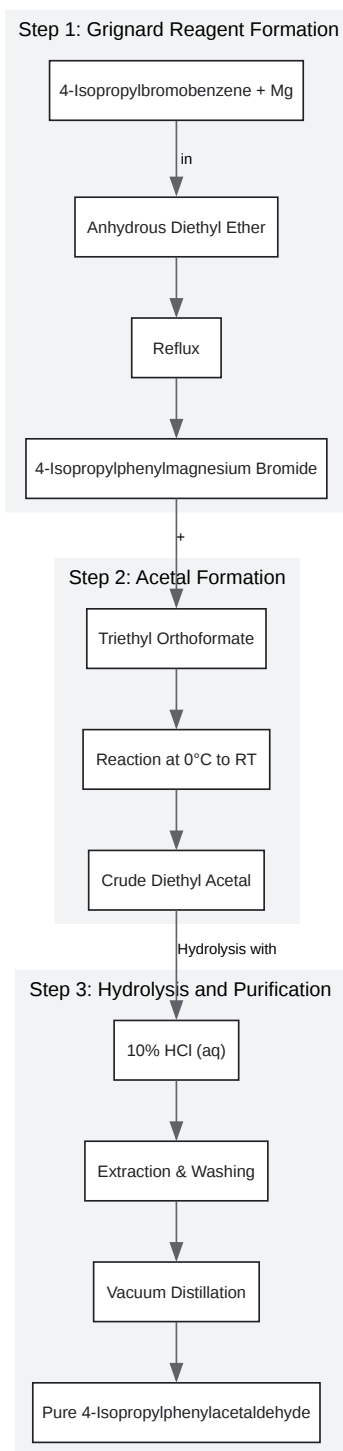 Step 1: Grignard Reagent Formation
4-Isopropylbromobenzene + Mg
in
Anhydrous Diethyl Ether
Reflux
4-Isopropylphenylmagnesium Bromide
+
Step 2: Acetal Formation
Triethyl Orthoformate
Reaction at 0°C to RT
Crude Diethyl Acetal
Hydrolysis with
Step 3: Hydrolysis and Purification
10% HCl (aq)
Extraction & Washing
Vacuum Distillation
Pure 4-Isopropylphenylacetaldehyde